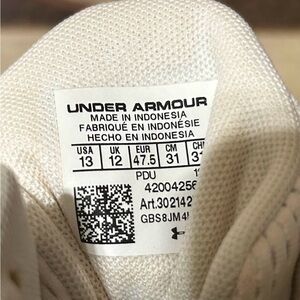 UNDER ARMOUR
MADE IN INDONESIA
FABRIQUÉ EN INDONÉSIE
HECHO EN INDONESIA
USA UK EUR CM
13 12 47.5 31
PDU
42004256
Art.302142
GBS8JM4